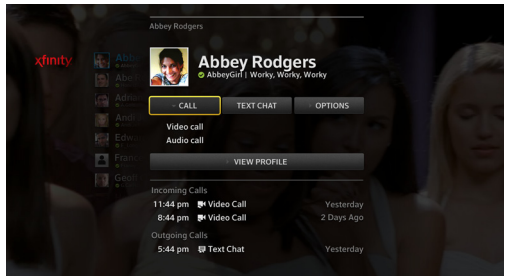 Abbey Rodgers
xfinity
Abbey Rodgers
AbbeyGirl | Worky, Worky, Worky
CALL
TEXT CHAT
OPTIONS
Video call
Audio call
VIEW PROFILE
Incoming Calls
11:44 pm Video Call Yesterday
8:44 pm Video Call 2 Days Ago
Outgoing Calls
5:44 pm Text Chat Yesterday